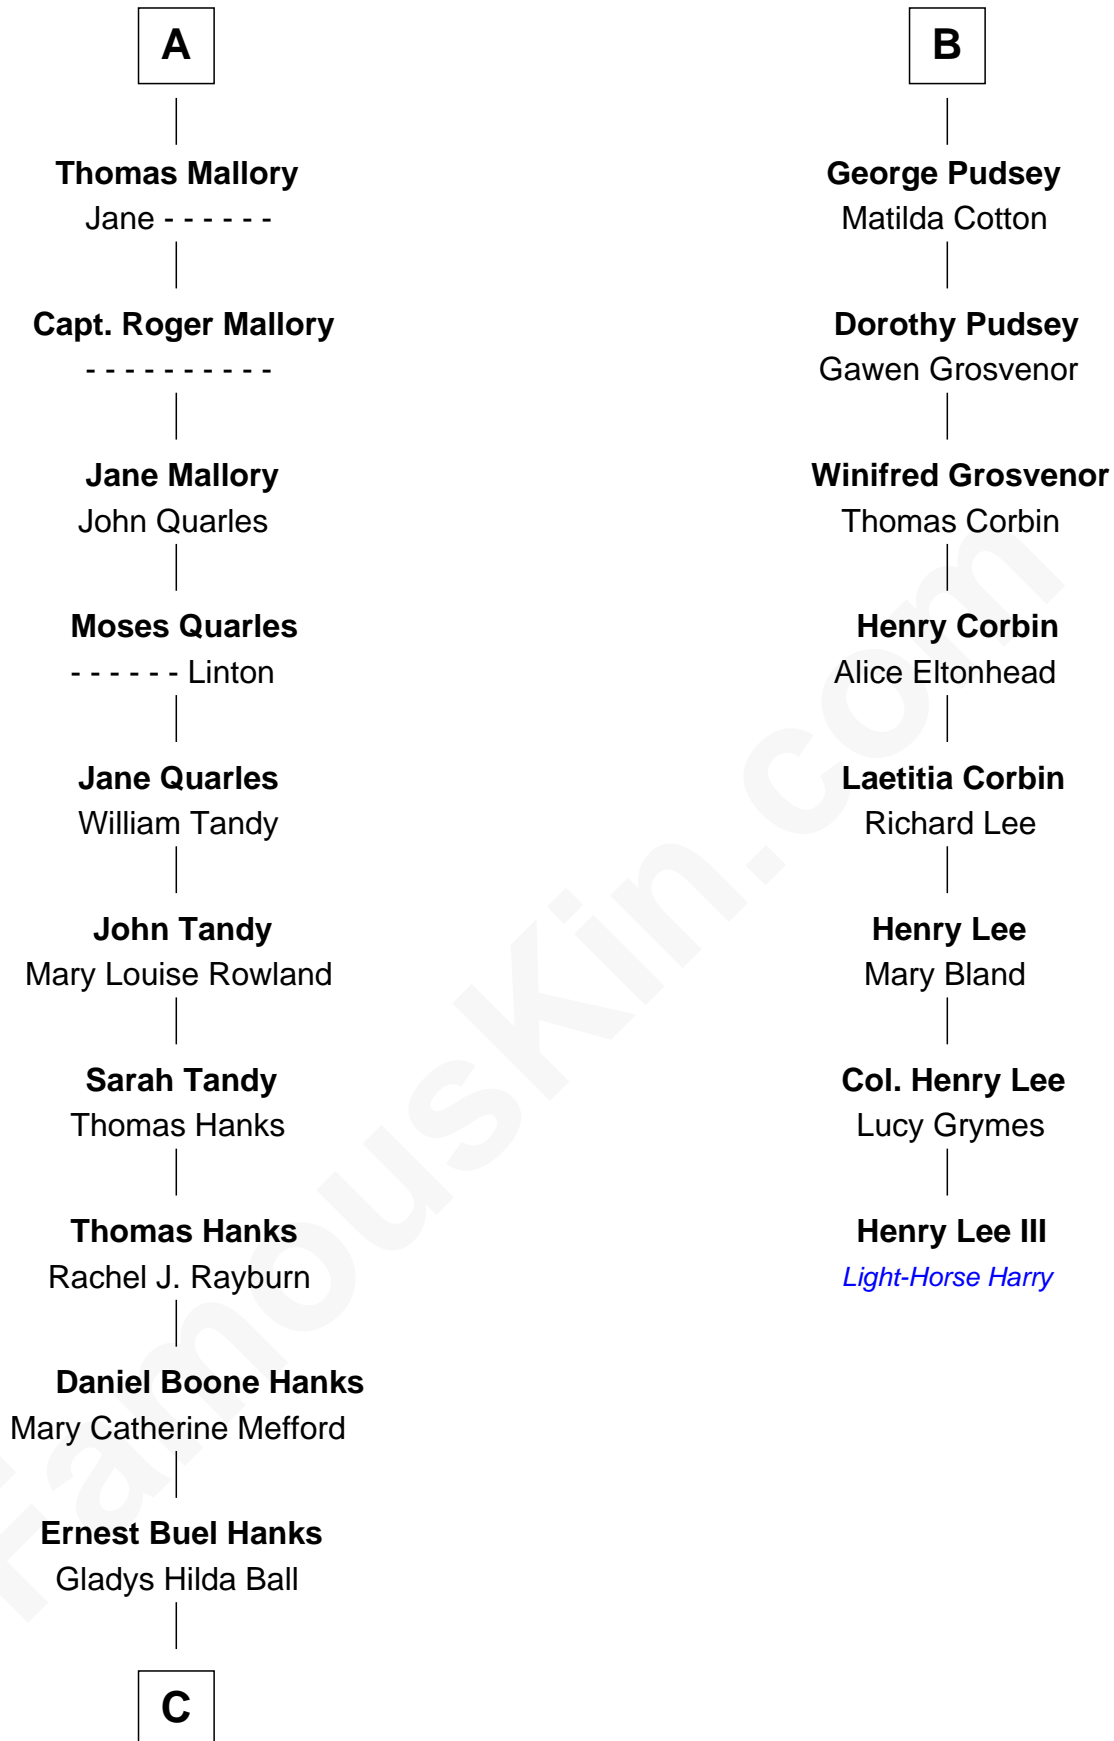 A
Thomas Mallory
Jane - - - - - -
Capt. Roger Mallory
- - - - - - - - - -
Jane Mallory
John Quarles
Moses Quarles
- - - - - - Linton
Jane Quarles
William Tandy
John Tandy
Mary Louise Rowland
Sarah Tandy
Thomas Hanks
Thomas Hanks
Rachel J. Rayburn
Daniel Boone Hanks
Mary Catherine Mefford
Ernest Buel Hanks
Gladys Hilda Ball
C
B
George Pudsey
Matilda Cotton
Dorothy Pudsey
Gawen Grosvenor
Winifred Grosvenor
Thomas Corbin
Henry Corbin
Alice Eltonhead
Laetitia Corbin
Richard Lee
Henry Lee
Mary Bland
Col. Henry Lee
Lucy Grymes
Henry Lee III
Light-Horse Harry
FamousKin.com